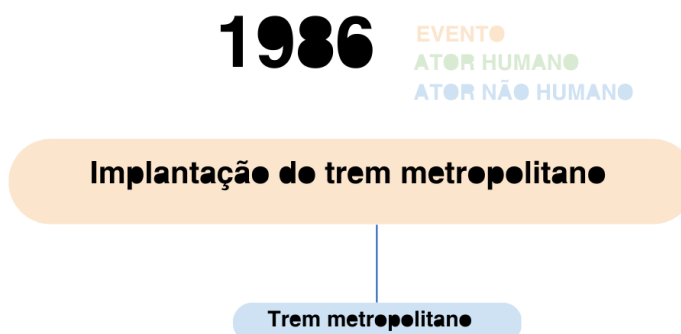 1986
EVENTO
ATOR HUMANO
ATOR NÃO HUMANO
Implantação do trem metropolitano
Trem metropolitano